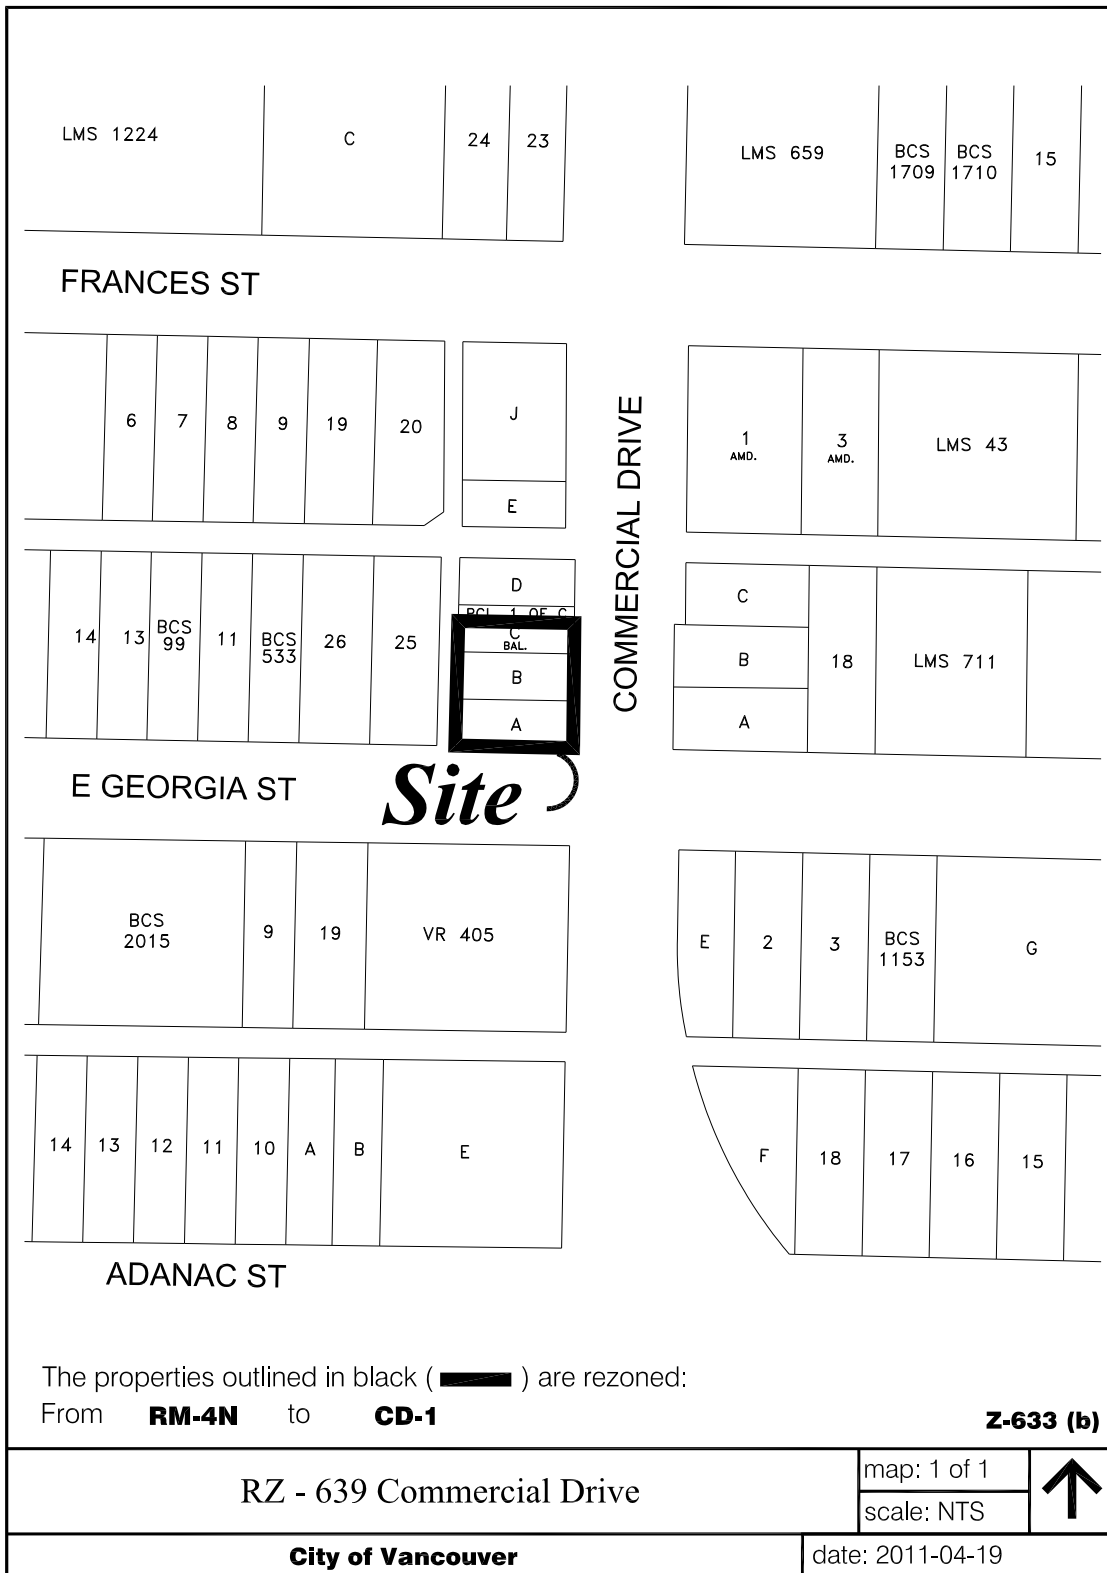 LMS 1224
C
24
23
LMS 659
BCS
1709
BCS
1710
15
FRANCES ST
6
7
8
9
19
20
J
E
COMMERCIAL DRIVE
1
AMD.
3
AMD.
LMS 43
14
13
BCS
99
11
BCS
533
26
25
D
PCL 1 OF C
C
BAL.
B
A
C
B
A
18
LMS 711
E GEORGIA ST
Site
BCS
2015
9
19
VR 405
E
2
3
BCS
1153
G
14
13
12
11
10
A
B
E
F
18
17
16
15
ADANAC ST
The properties outlined in black ( ) are rezoned:
From RM-4N to CD-1
Z-633 (b)
RZ - 639 Commercial Drive
map: 1 of 1
scale: NTS
City of Vancouver
date: 2011-04-19